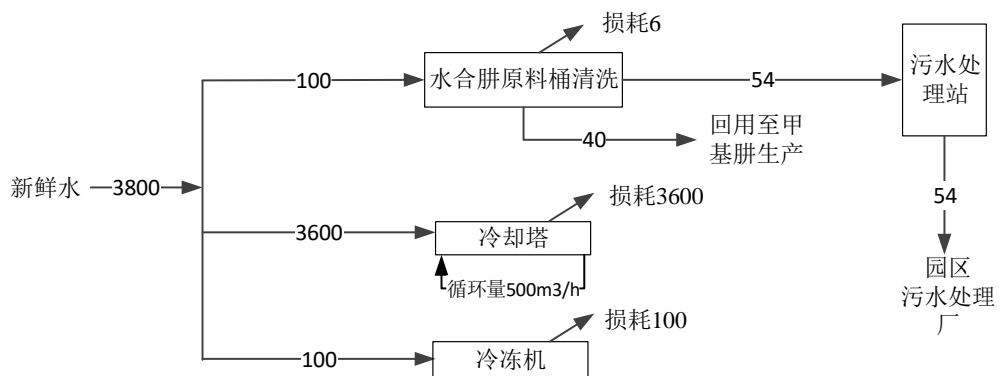 损耗6
100
水合肼原料桶清洗
54
污水处
理站
40
回用至甲
基肼生产
新鲜水
3800
54
损耗3600
3600
冷却塔
循环量500m3/h
园区
污水处理
厂
损耗100
100
冷冻机